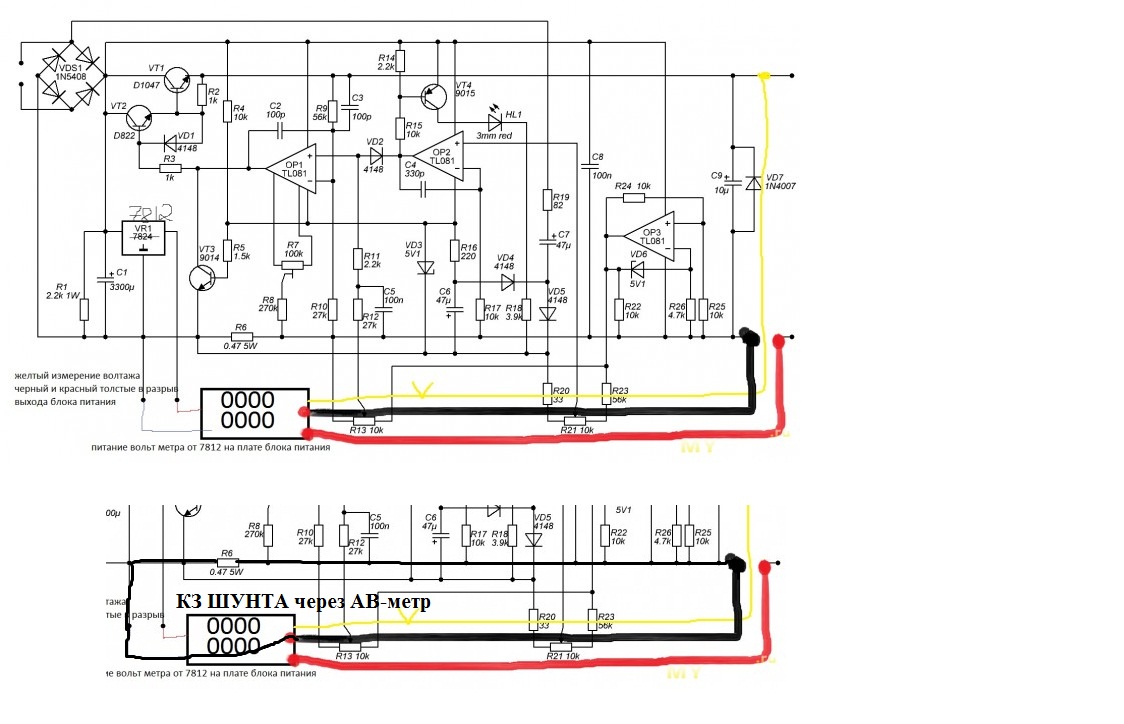 VDS1
1N5408
VT1
D1047
VT2
D822
R2
1k
VD1
4148
R3
1k
R4
10k
C2
100p
R9
56k
C3
100p
OP1
TL081
VD2
4148
R14
2.2k
R15
10k
C4
330p
OP2
TL081
VT4
9015
HL1
3mm red
C8
100n
R24 10k
OP3
TL081
VD6
5V1
C9
10µ
VD7
1N4007
R19
82
C7
47µ
7812
VR1
7824
C1
3300µ
R1
2.2k 1W
VT3
9014
R5
1.5k
R7
100k
R8
270k
R10
27k
R11
2.2k
C5
100n
R12
27k
VD3
5V1
R16
220
C6
47µ
VD4
4148
R17
10k
R18
3.9k
VD5
4148
R22
10k
R26
4.7k
R25
10k
R6
0.47 5W
желтый измерение волтажа
черный и красный толстые в разрыв
выхода блока питания
0000
0000
R13 10k
R20
33
R21 10k
R23
56k
питание вольт метра от 7812 на плате блока питания
MY
00µ
R8
270k
R10
27k
C5
100n
R12
27k
C6
47µ
R17
10k
R18
3.9k
VD5
4148
5V1
R22
10k
R26
4.7k
R25
10k
R6
0.47 5W
КЗ ШУНТА через АВ-метр
тажа
тые в разрыв
0000
0000
R13 10k
R20
33
R21 10k
R23
56k
ие вольт метра от 7812 на плате блока питания
MY